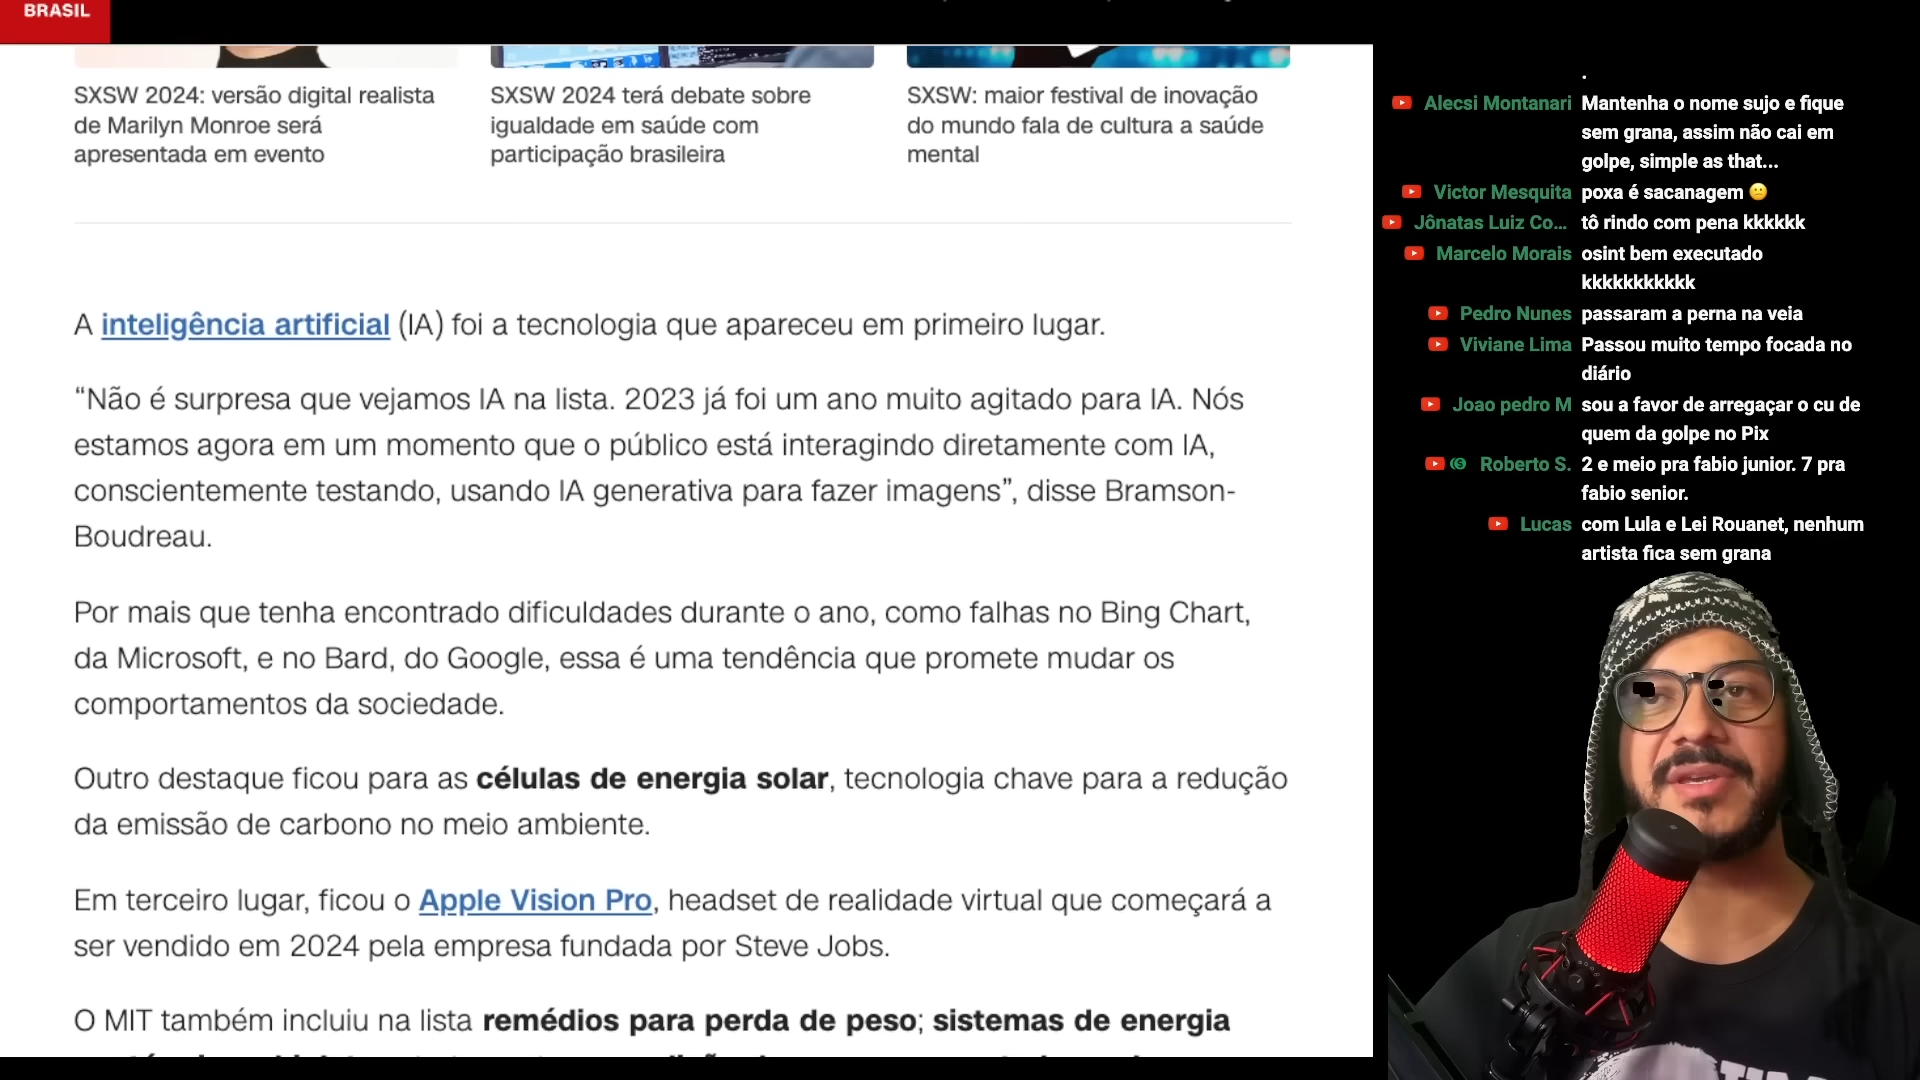 BRASIL
SXSW 2024: versão digital realista
de Marilyn Monroe será
apresentada em evento
SXSW 2024 terá debate sobre
igualdade em saúde com
participação brasileira
SXSW: maior festival de inovação
do mundo fala de cultura a saúde
mental
A inteligência artificial (IA) foi a tecnologia que apareceu em primeiro lugar.
“Não é surpresa que vejamos IA na lista. 2023 já foi um ano muito agitado para IA. Nós
estamos agora em um momento que o público está interagindo diretamente com IA,
conscientemente testando, usando IA generativa para fazer imagens”, disse Bramson-
Boudreau.
Por mais que tenha encontrado dificuldades durante o ano, como falhas no Bing Chart,
da Microsoft, e no Bard, do Google, essa é uma tendência que promete mudar os
comportamentos da sociedade.
Outro destaque ficou para as células de energia solar, tecnologia chave para a redução
da emissão de carbono no meio ambiente.
Em terceiro lugar, ficou o Apple Vision Pro, headset de realidade virtual que começará a
ser vendido em 2024 pela empresa fundada por Steve Jobs.
O MIT também incluiu na lista remédios para perda de peso; sistemas de energia
.
Alecsi Montanari Mantenha o nome sujo e fique
sem grana, assim não cai em
golpe, simple as that...
Victor Mesquita poxa é sacanagem 😕
Jônatas Luiz Co... tô rindo com pena kkkkkk
Marcelo Morais osint bem executado
kkkkkkkkkkk
Pedro Nunes passaram a perna na veia
Viviane Lima Passou muito tempo focada no
diário
Joao pedro M sou a favor de arregaçar o cu de
quem da golpe no Pix
Roberto S. 2 e meio pra fabio junior. 7 pra
fabio senior.
Lucas com Lula e Lei Rouanet, nenhum
artista fica sem grana